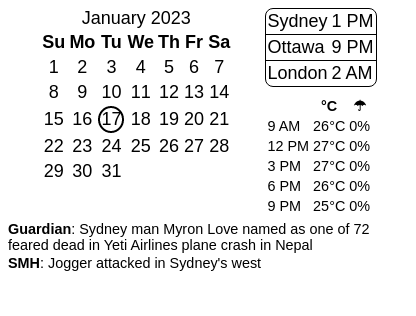 January 2023
Su Mo Tu We Th Fr Sa
1 2 3 4 5 6 7
8 9 10 11 12 13 14
15 16 17 18 19 20 21
22 23 24 25 26 27 28
29 30 31
Sydney 1 PM
Ottawa 9 PM
London 2 AM
°C ☂
9 AM 26°C 0%
12 PM 27°C 0%
3 PM 27°C 0%
6 PM 26°C 0%
9 PM 25°C 0%
Guardian: Sydney man Myron Love named as one of 72
feared dead in Yeti Airlines plane crash in Nepal
SMH: Jogger attacked in Sydney's west